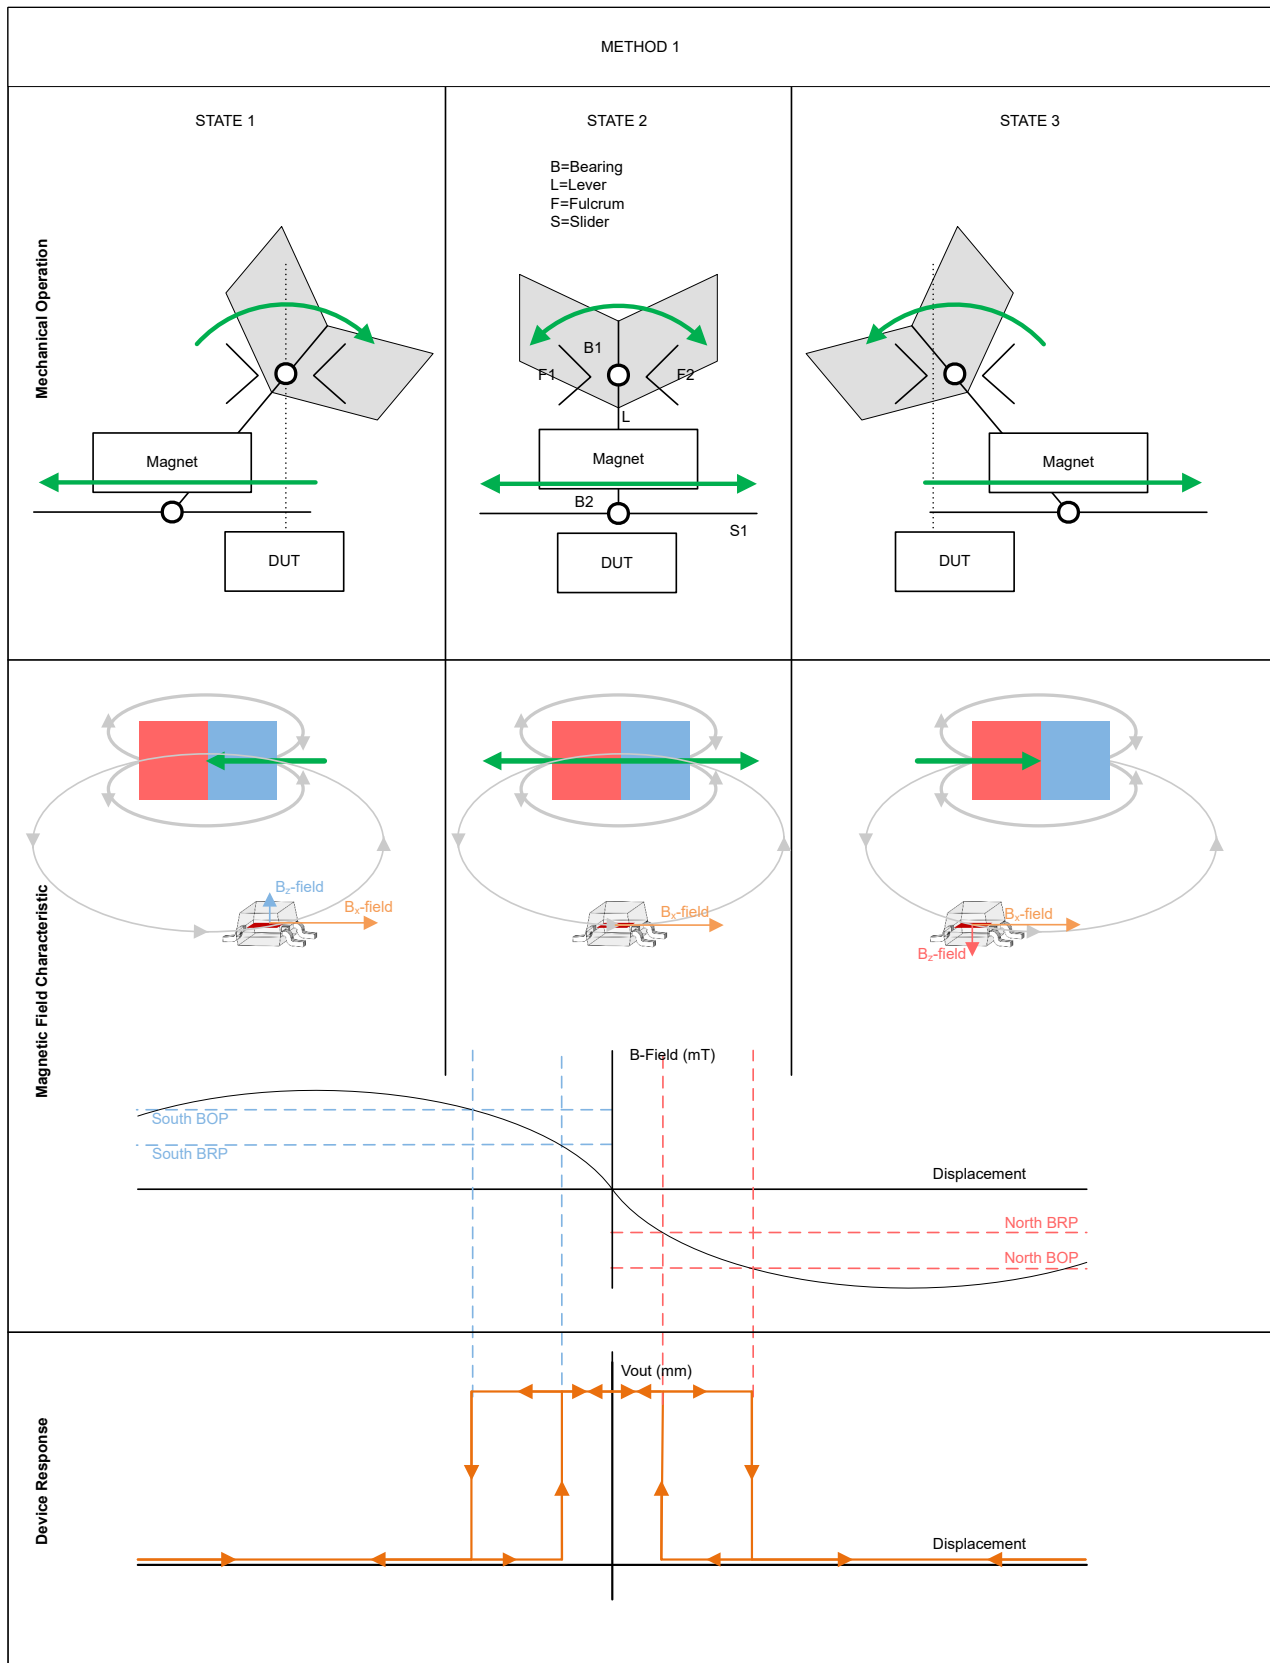 METHOD 1
STATE 1
STATE 2
STATE 3
B=Bearing
L=Lever
F=Fulcrum
S=Slider
Mechanical Operation
B1
F1
F2
L
Magnet
Magnet
Magnet
B2
S1
DUT
DUT
DUT
Magnetic Field Characteristic
Bz-field
Bx-field
Bx-field
Bx-field
Bz-field
B-Field (mT)
South BOP
South BRP
Displacement
North BRP
North BOP
Device Response
Vout (mm)
Displacement